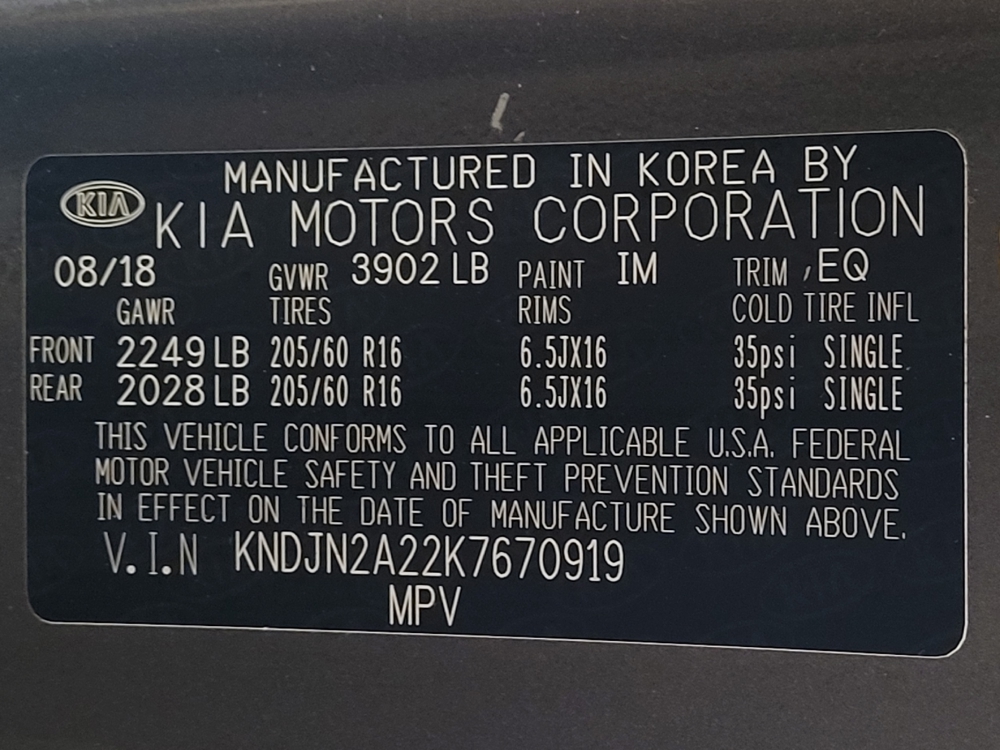 MANUFACTURED IN KOREA BY
KIA KIA MOTORS CORPORATION
08/18 GVWR 3902 LB PAINT IM TRIM , EQ
GAWR TIRES RIMS COLD TIRE INFL
FRONT 2249 LB 205/60 R16 6.5JX16 35psi SINGLE
REAR 2028 LB 205/60 R16 6.5JX16 35psi SINGLE
THIS VEHICLE CONFORMS TO ALL APPLICABLE U.S.A. FEDERAL
MOTOR VEHICLE SAFETY AND THEFT PREVENTION STANDARDS
IN EFFECT ON THE DATE OF MANUFACTURE SHOWN ABOVE.
V.I.N KNDJN2A22K7670919
MPV